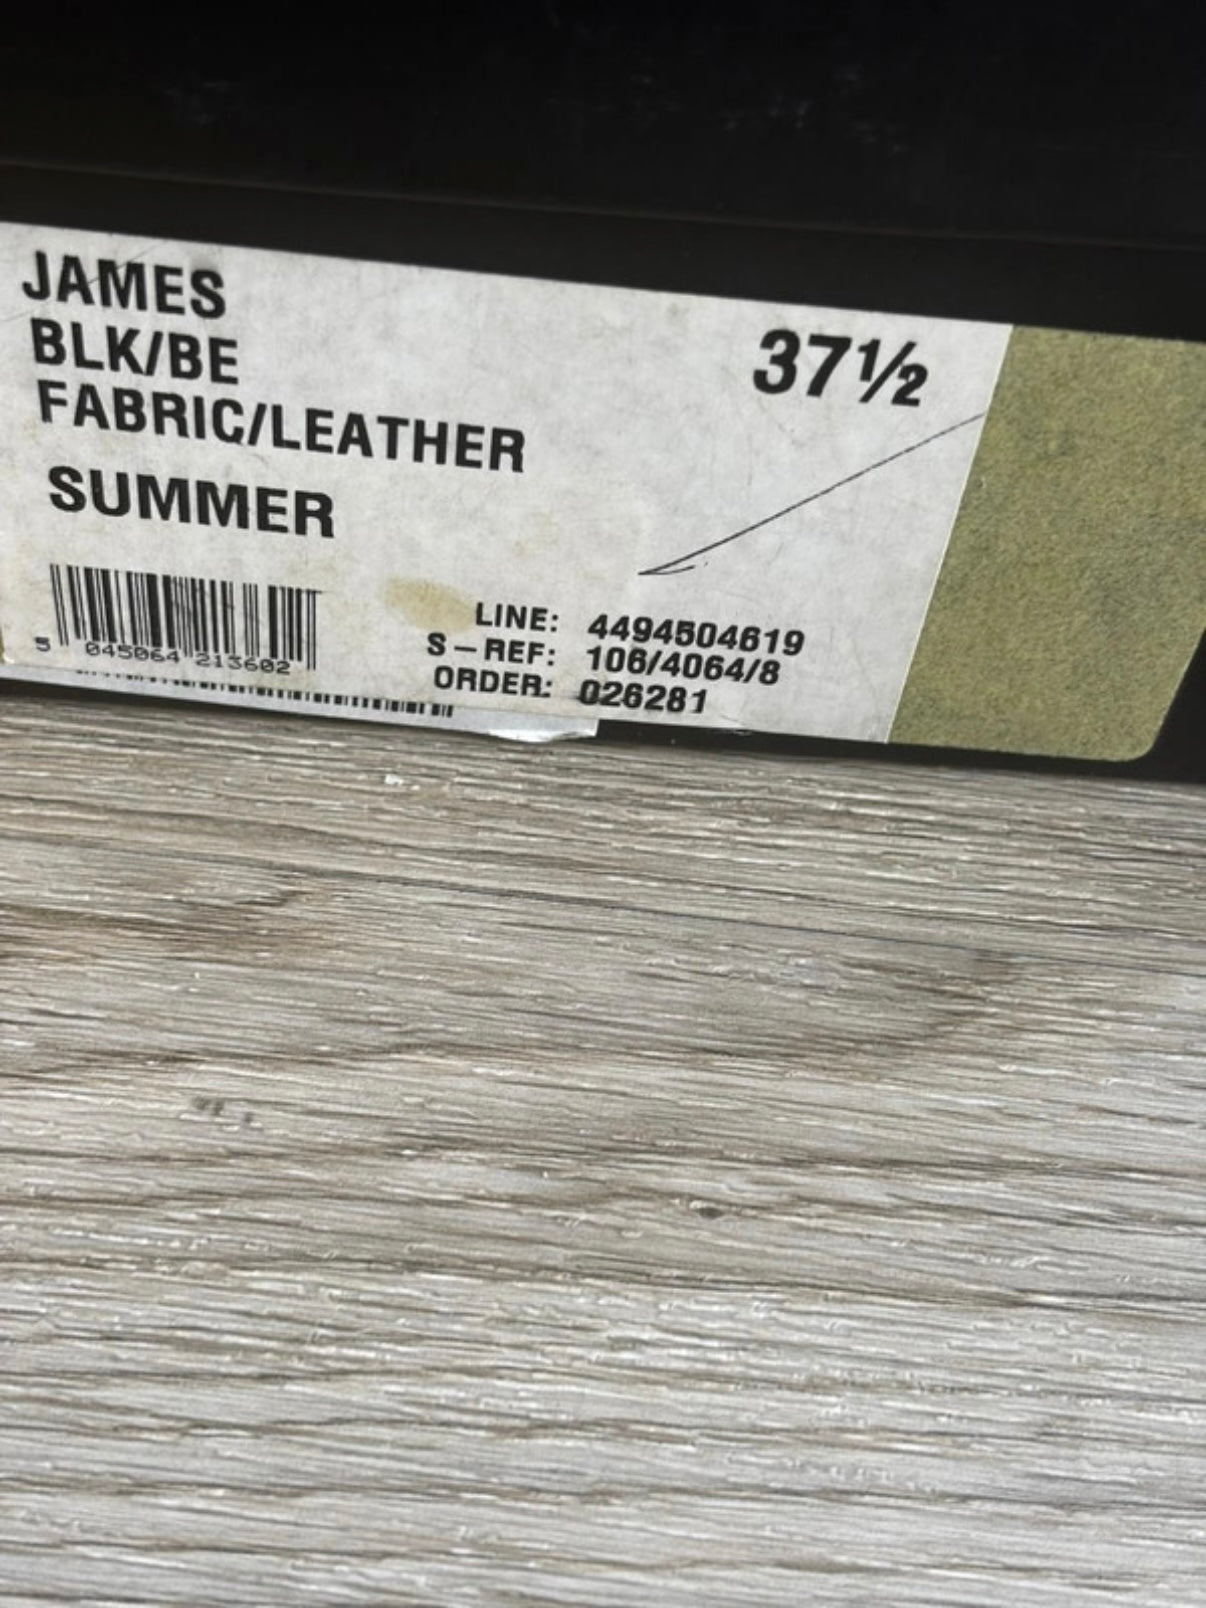 JAMES
BLK/BE
FABRIC/LEATHER
SUMMER
37½
5 045064 213602
LINE: 4494504619
S-REF: 106/4064/8
ORDER: 026281